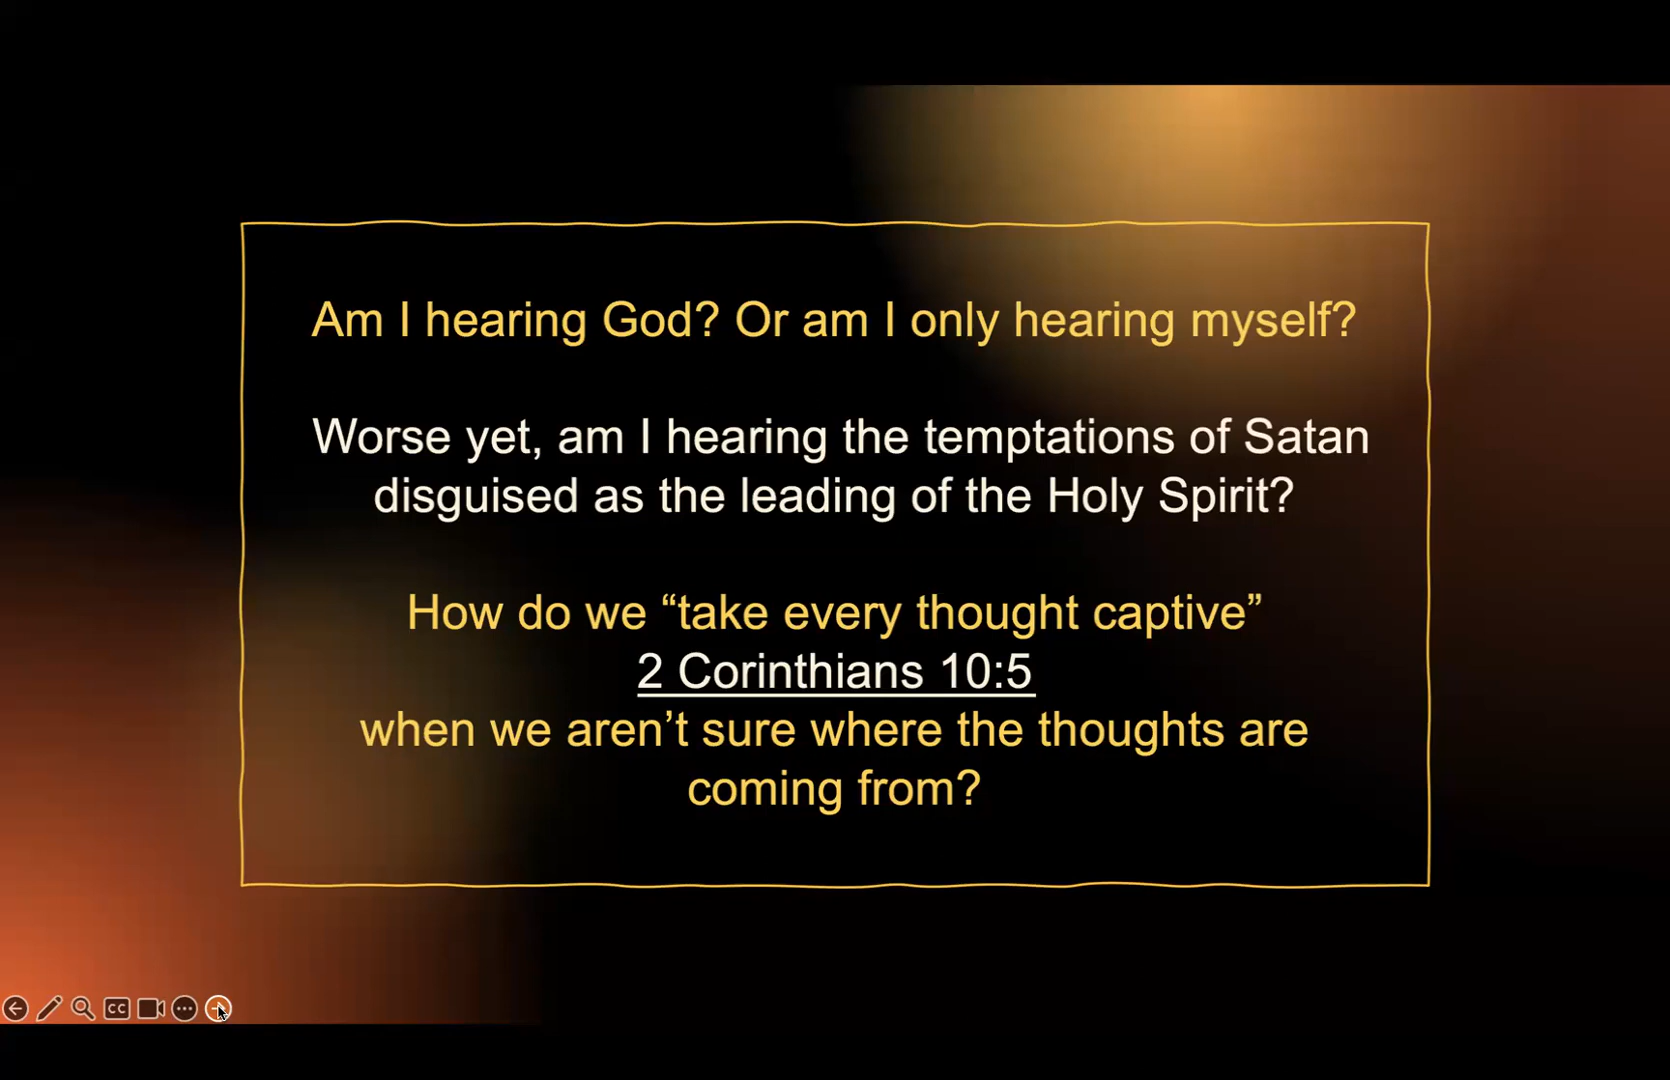 Am I hearing God? Or am I only hearing myself?
Worse yet, am I hearing the temptations of Satan
disguised as the leading of the Holy Spirit?
How do we “take every thought captive”
2 Corinthians 10:5
when we aren’t sure where the thoughts are
coming from?
CC